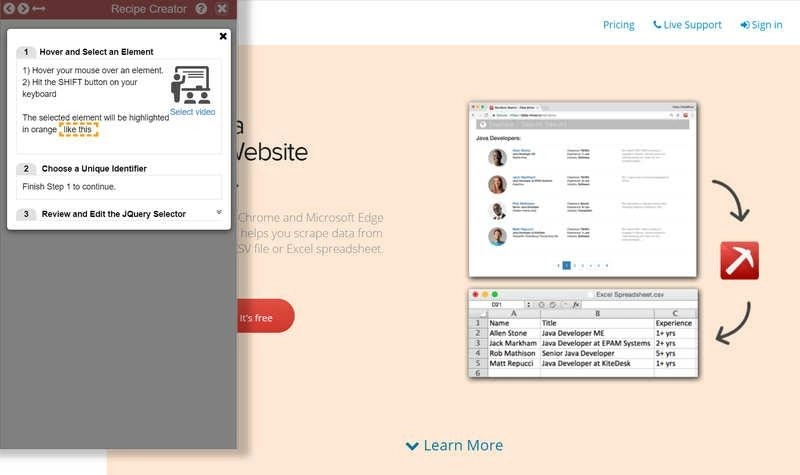 Recipe Creator
Pricing
Live Support
Sign in
1 Hover and Select an Element
1) Hover your mouse over an element.
2) Hit the SHIFT button on your
keyboard
Select video
The selected element will be highlighted
in orange like this
2 Choose a Unique Identifier
Finish Step 1 to continue.
3 Review and Edit the JQuery Selector
a
Website
Chrome and Microsoft Edge
helps you scrape data from
CSV file or Excel spreadsheet.
It's free
Java Developers:
Excel Spreadsheet.csv
D21 fx
A B C
1 Name Title Experience
2 Allen Stone Java Developer ME 1+ yrs
3 Jack Markham Java Developer at EPAM Systems 2+ yrs
4 Rob Mathison Senior Java Developer 5+ yrs
5 Matt Repucci Java Developer at KiteDesk 1+ yrs
6
Learn More